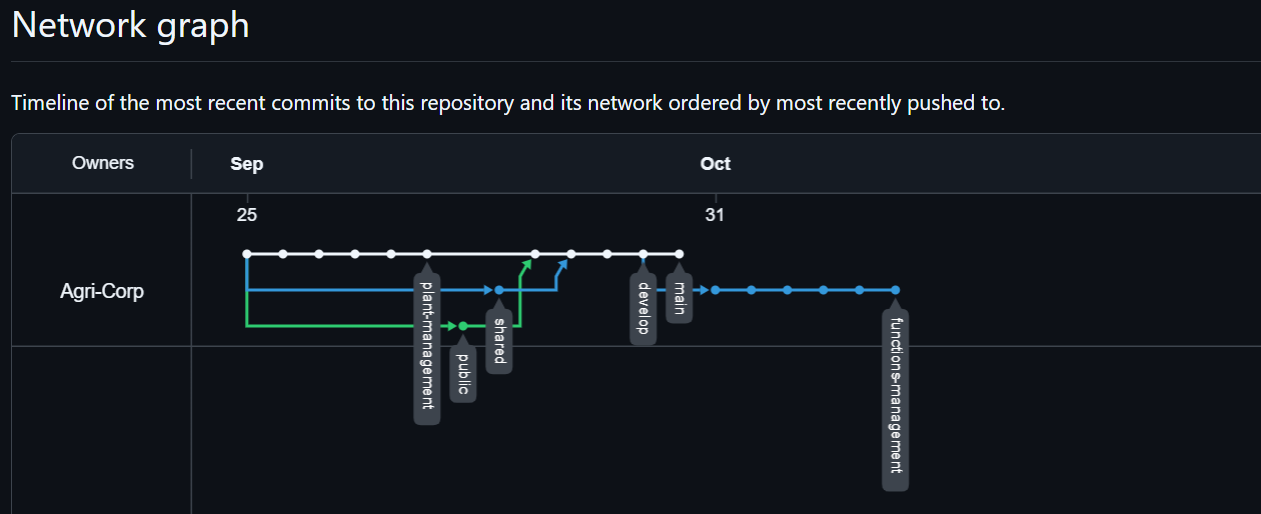 Network graph
Timeline of the most recent commits to this repository and its network ordered by most recently pushed to.
Owners
Sep
Oct
25
31
Agri-Corp
plant-management
public
shared
develop
main
functions-management